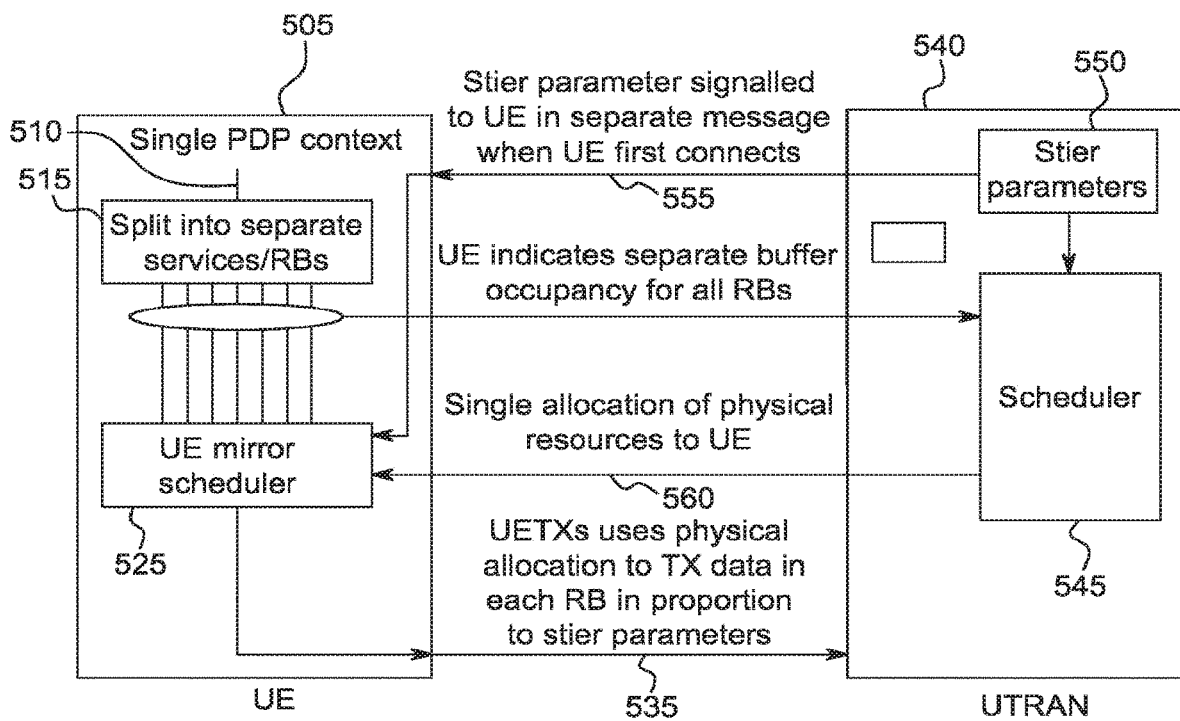 505
540
550
Stier parameter signalled
to UE in separate message
when UE first connects
555
510
Single PDP context
515
Split into separate
services/RBs
Stier
parameters
UE indicates separate buffer
occupancy for all RBs
Scheduler
Single allocation of physical
resources to UE
560
UE mirror
scheduler
525
545
UETXs uses physical
allocation to TX data in
each RB in proportion
to stier parameters
535
UE
UTRAN